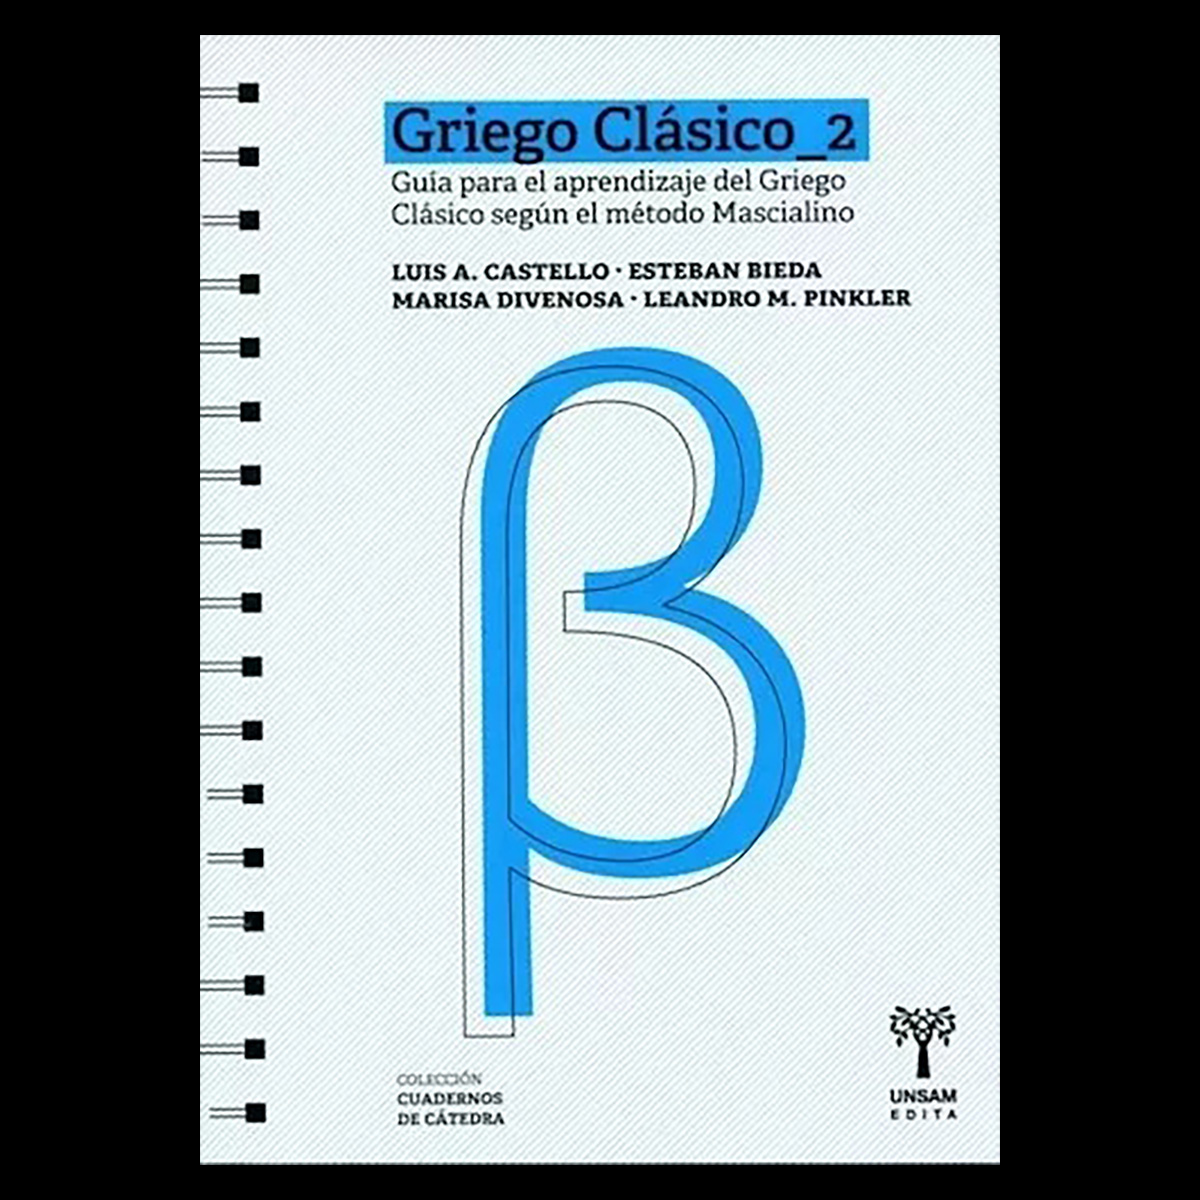 Griego Clásico_2
Guía para el aprendizaje del Griego
Clásico según el método Mascialino
LUIS A. CASTELLO · ESTEBAN BIEDA
MARISA DIVENOSA · LEANDRO M. PINKLER
β
COLECCIÓN
CUADERNOS
DE CÁTEDRA
UNSAM
EDITA